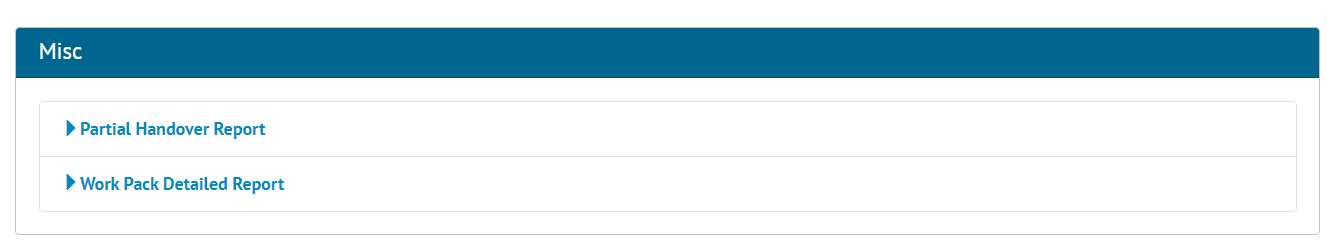 Misc
Partial Handover Report
Work Pack Detailed Report